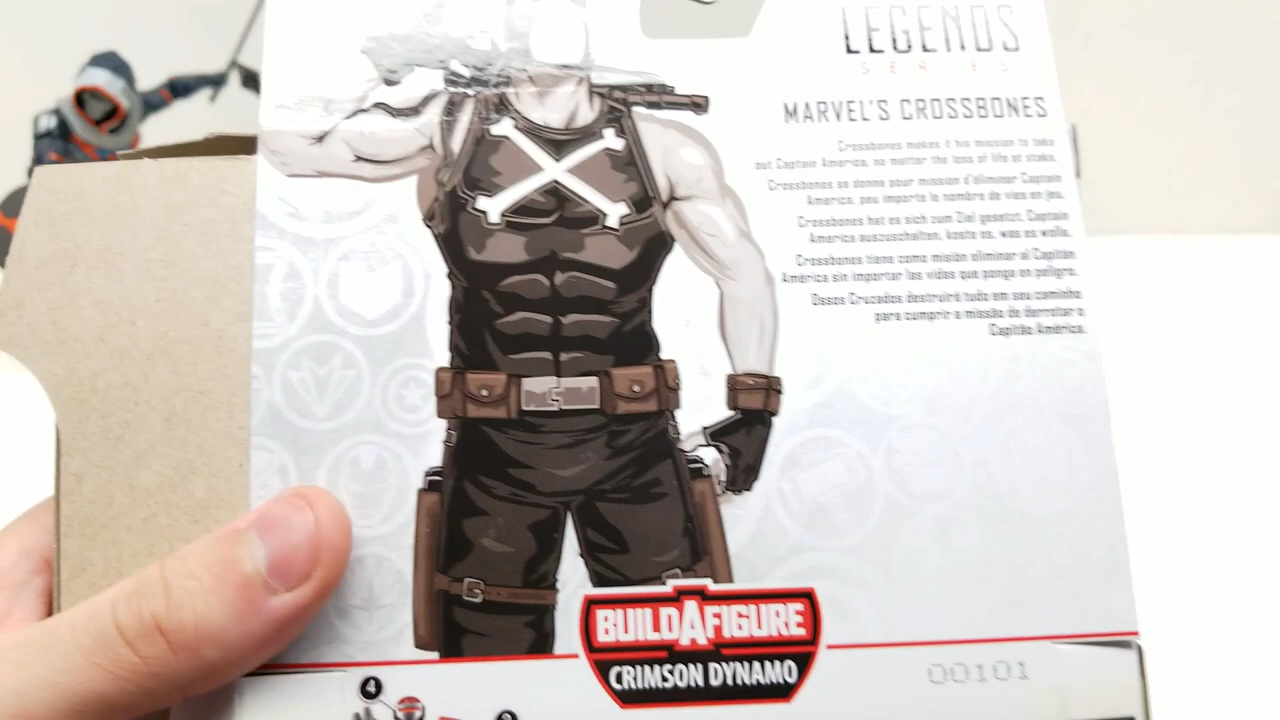 LEGENDS
SERIES
MARVEL'S CROSSBONES
Crossbones makes it his mission to take
out Captain America, no matter the loss of life at stake.
Crossbones se donne pour mission d'éliminer Captain
America, peu importe le nombre de vies en jeu.
Crossbones hat es sich zum Ziel gesetzt, Captain
America auszuschalten, koste es, was es wolle.
Crossbones tiene como misión eliminar al Capitán
América sin importar las vidas que ponga en peligro.
Ossos Cruzados destruirá tudo em seu caminho
para cumprir a missão de derrotar o
Capitão América.
BUILDAFIGURE
CRIMSON DYNAMO
00101
4